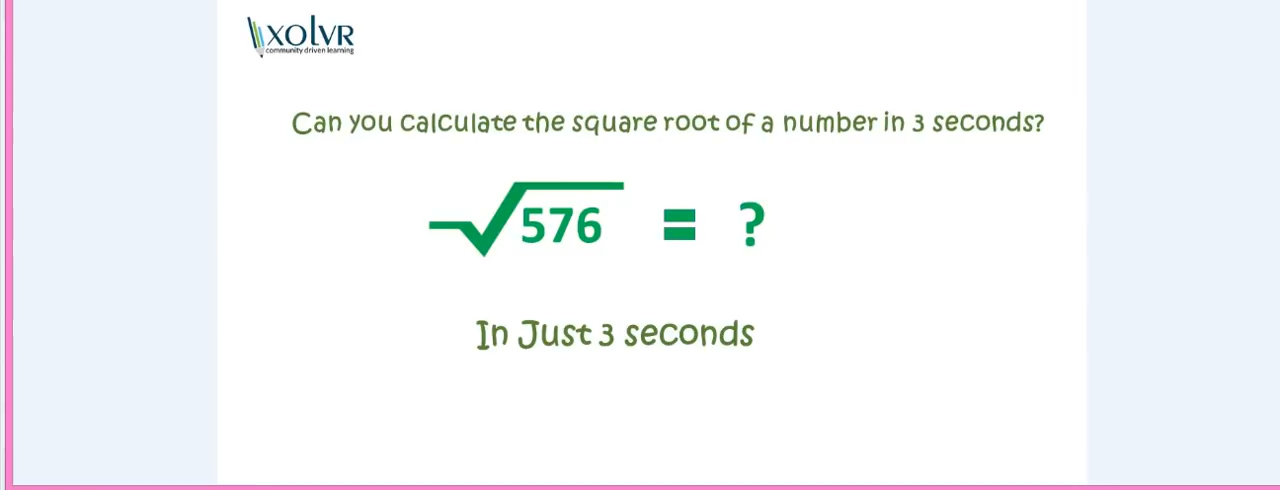 xolvr
community driven learning
Can you calculate the square root of a number in 3 seconds?
√576 = ?
In Just 3 seconds